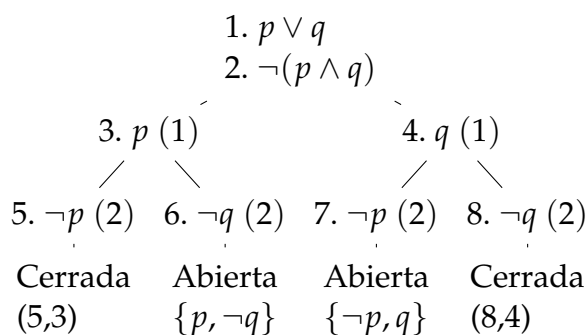 1. p ∨ q
2. ¬(p ∧ q)
3. p (1) 4. q (1)
5. ¬p (2) 6. ¬q (2) 7. ¬p (2) 8. ¬q (2)
Cerrada Abierta Abierta Cerrada
(5,3) {p, ¬q} {¬p, q} (8,4)